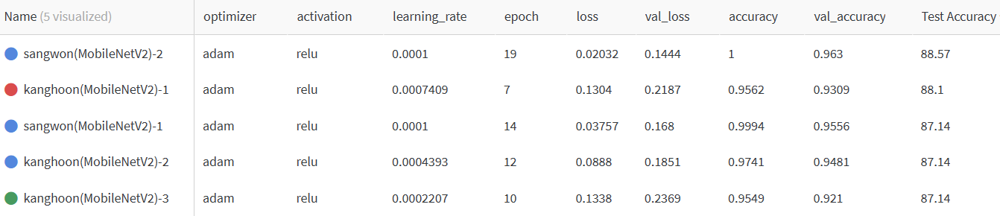 Name (5 visualized) optimizer activation learning_rate epoch loss val_loss accuracy val_accuracy Test Accuracy
sangwon(MobileNetV2)-2 adam relu 0.0001 19 0.02032 0.1444 1 0.963 88.57
kanghoon(MobileNetV2)-1 adam relu 0.0007409 7 0.1304 0.2187 0.9562 0.9309 88.1
sangwon(MobileNetV2)-1 adam relu 0.0001 14 0.03757 0.168 0.9994 0.9556 87.14
kanghoon(MobileNetV2)-2 adam relu 0.0004393 12 0.0888 0.1851 0.9741 0.9481 87.14
kanghoon(MobileNetV2)-3 adam relu 0.0002207 10 0.1338 0.2369 0.9549 0.921 87.14